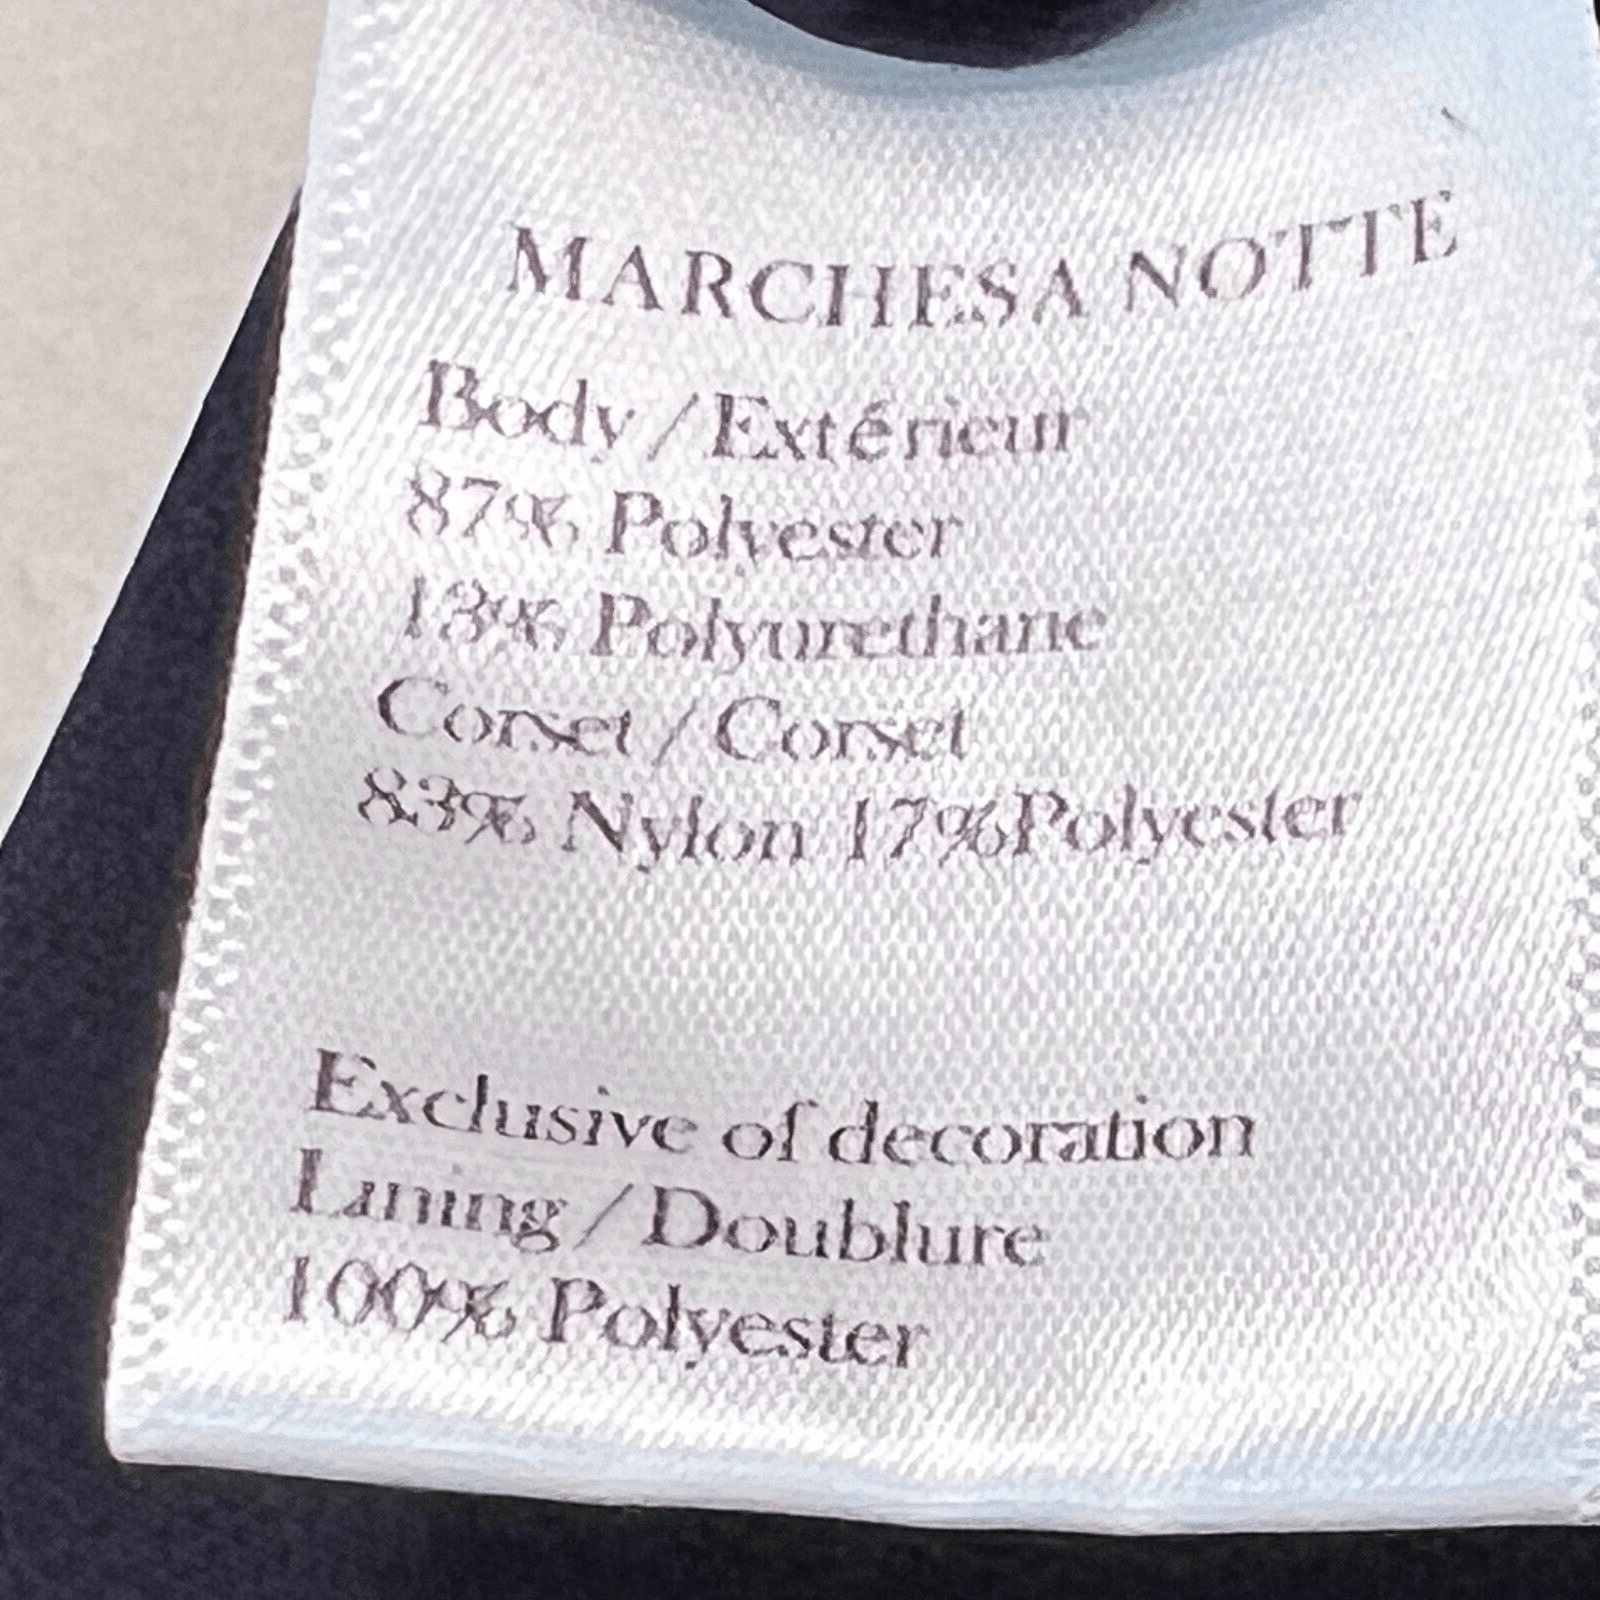 MARCHESA NOTTE
Body / Extérieur
87% Polyester
13% Polyurethane
Corset / Corset
83% Nylon 17%Polyester
Exclusive of decoration
Lining / Doublure
100% Polyester